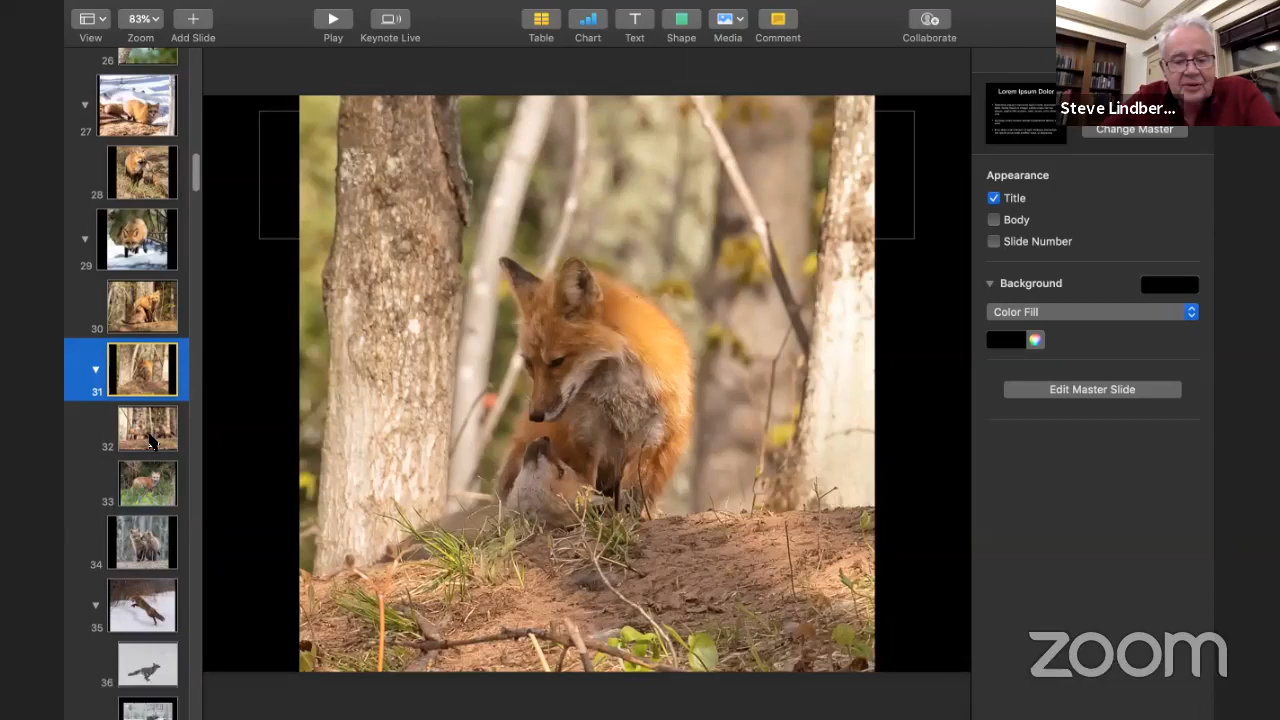 83%
View
Zoom
Add Slide
Play
Keynote Live
Table
Chart
Text
Shape
Media
Comment
Collaborate
Steve Lindber...
Lorem Ipsum Dolor
Change Master
Appearance
Title
Body
Slide Number
Background
Color Fill
Edit Master Slide
26
27
28
29
30
31
32
33
34
35
36
zoom